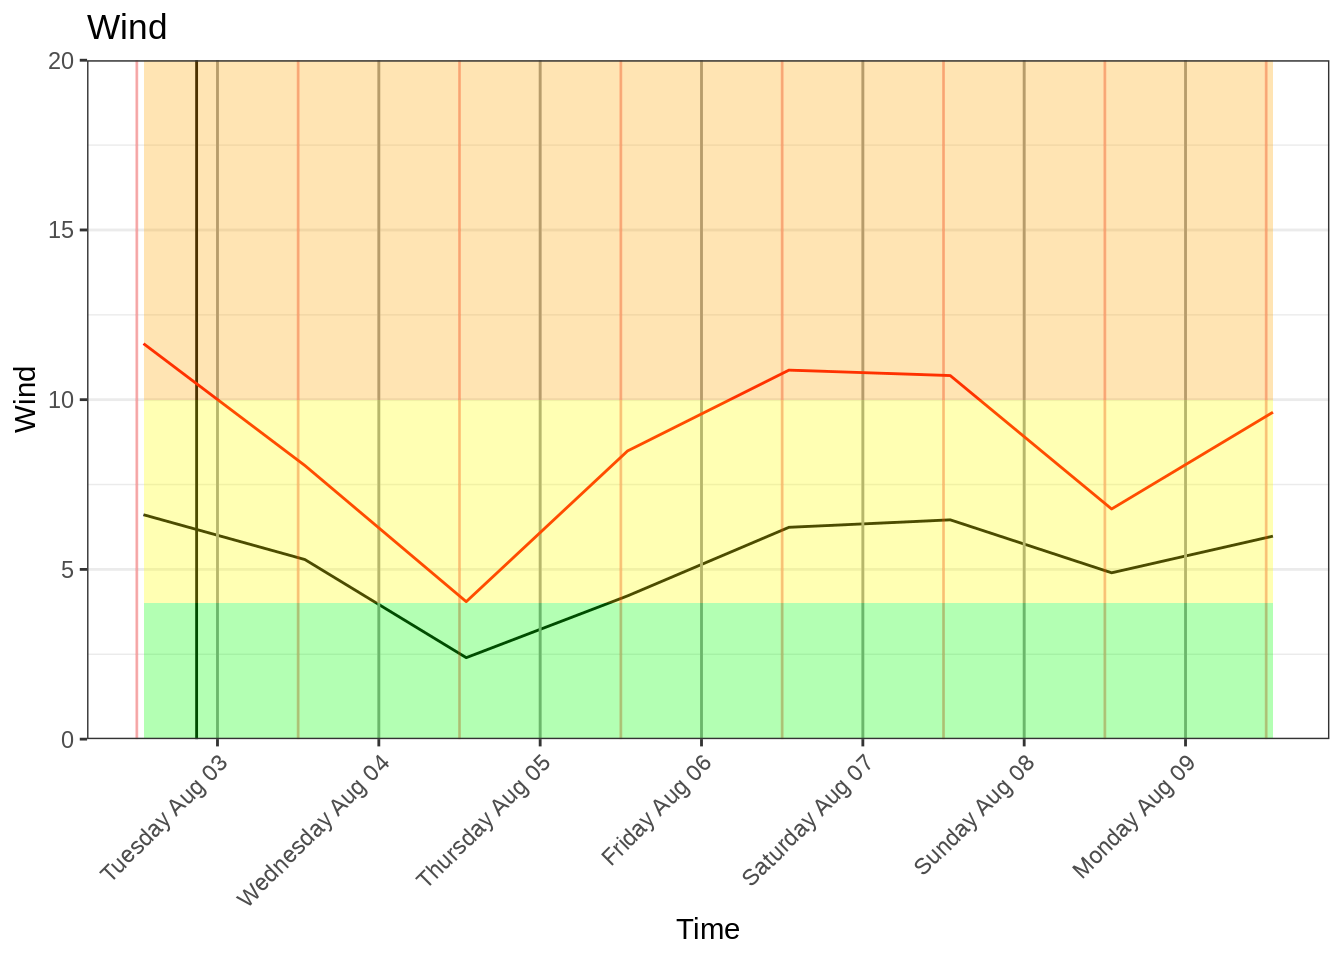 Wind
20
15
10
5
0
Wind
Tuesday Aug 03
Wednesday Aug 04
Thursday Aug 05
Friday Aug 06
Saturday Aug 07
Sunday Aug 08
Monday Aug 09
Time